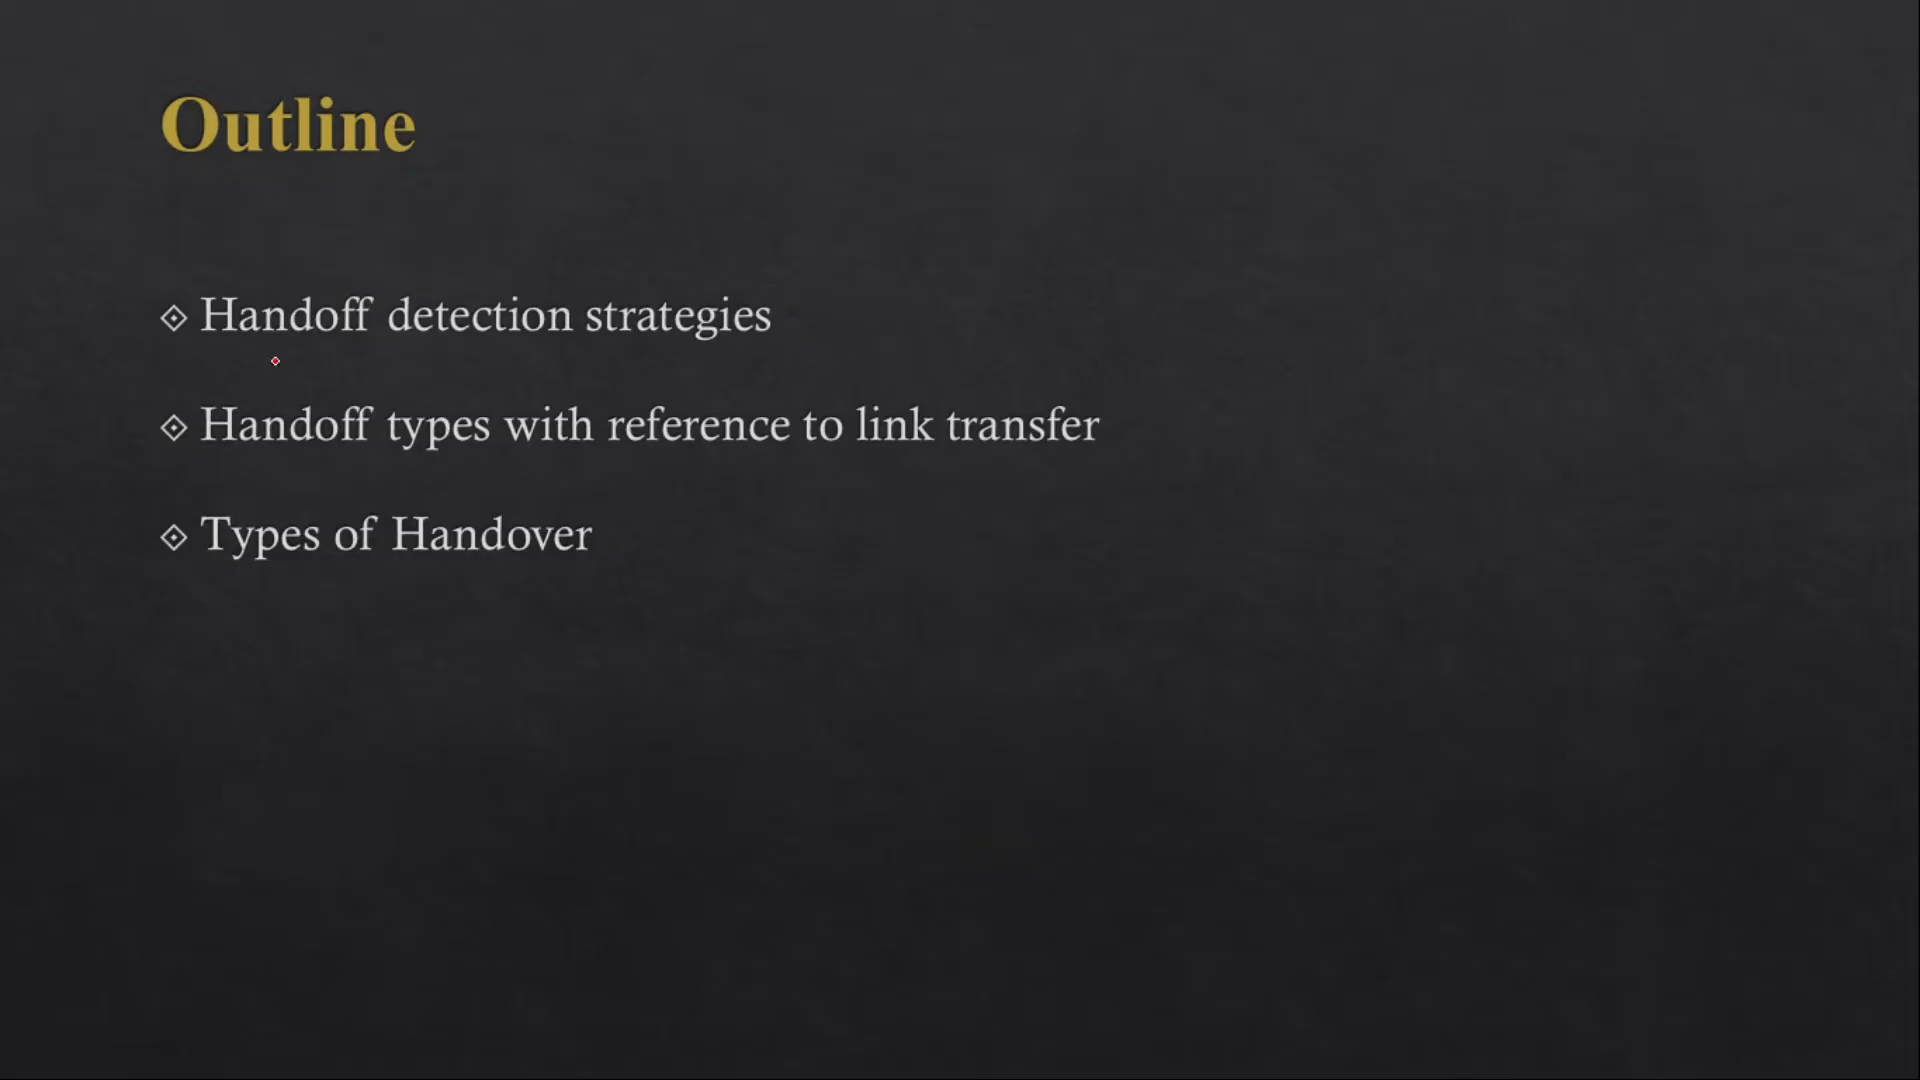 Outline
Handoff detection strategies
Handoff types with reference to link transfer
Types of Handover